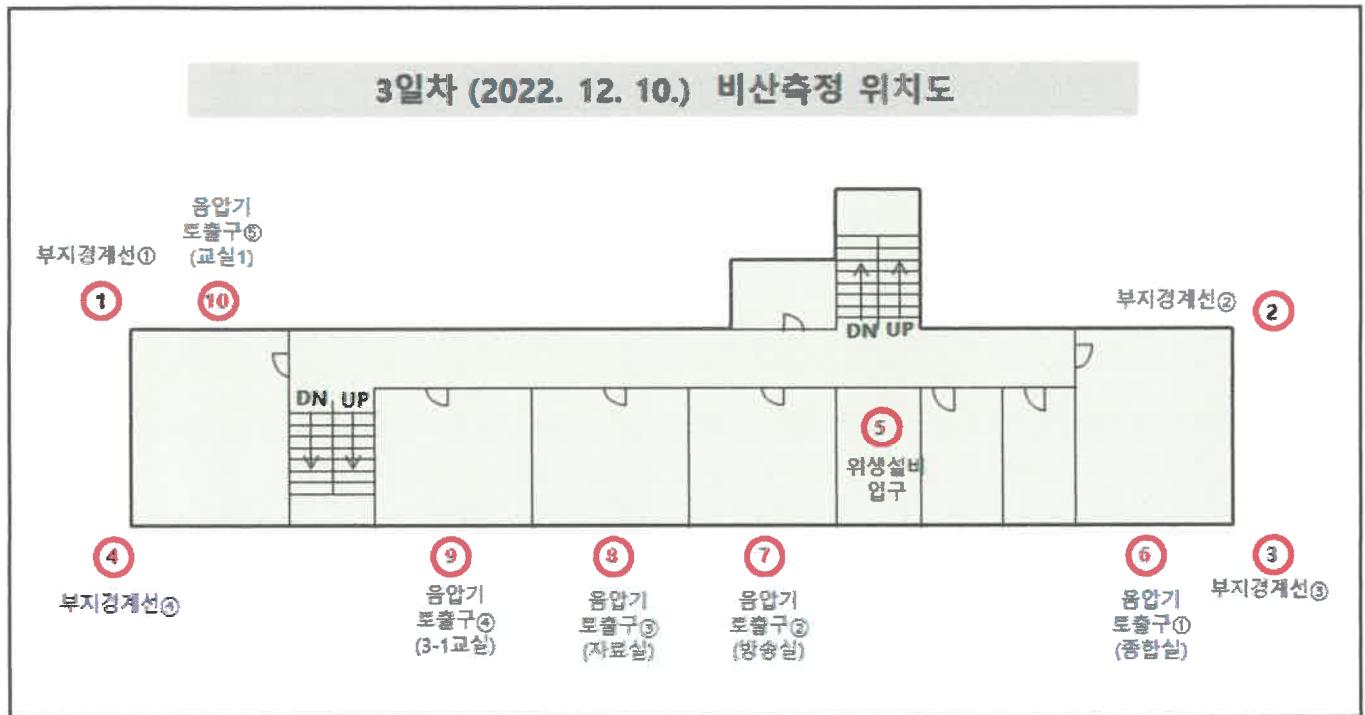 3일차 (2022. 12. 10.) 비산측정 위치도
음압기
토출구⑤
(교실1)
부지경계선①
1
10
부지경계선②
2
DN UP
DN UP
5
위생설비
입구
4
부지경계선④
9
음압기
토출구④
(3-1교실)
8
음압기
토출구③
(자료실)
7
음압기
토출구②
(방송실)
6
음압기
토출구①
(종합실)
3
부지경계선③